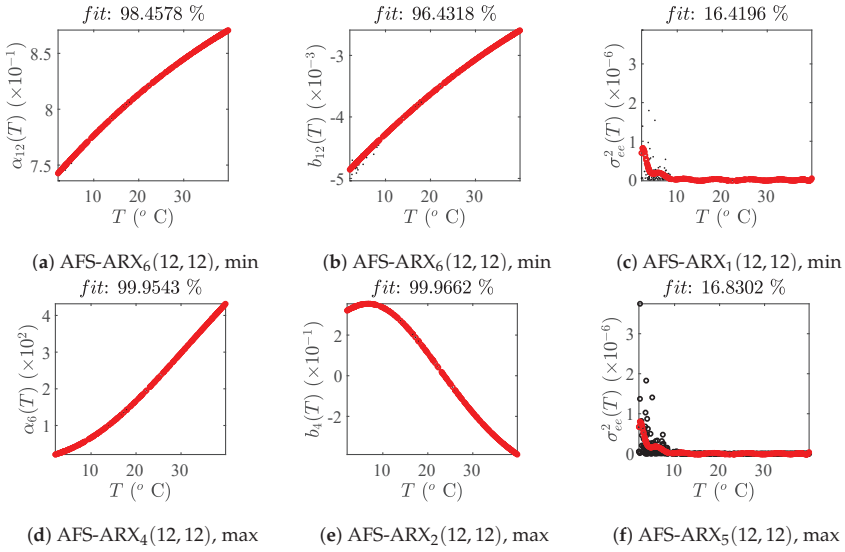 fit: 98.4578 %
fit: 96.4318 %
fit: 16.4196 %
α₁₂(T) (×10⁻¹)
8.5
8
7.5
10 20 30
T (° C)
b₁₂(T) (×10⁻³)
-3
-4
-5
10 20 30
T (° C)
σ²ₑₑ(T) (×10⁻⁶)
3
2
1
0
10 20 30
T (° C)
(a) AFS-ARX₆(12, 12), min
(b) AFS-ARX₆(12, 12), min
(c) AFS-ARX₁(12, 12), min
fit: 99.9543 %
fit: 99.9662 %
fit: 16.8302 %
α₆(T) (×10²)
4
3
2
1
10 20 30
T (° C)
b₄(T) (×10⁻¹)
2
0
-2
10 20 30
T (° C)
σ²ₑₑ(T) (×10⁻⁶)
3
2
1
0
10 20 30
T (° C)
(d) AFS-ARX₄(12, 12), max
(e) AFS-ARX₂(12, 12), max
(f) AFS-ARX₅(12, 12), max